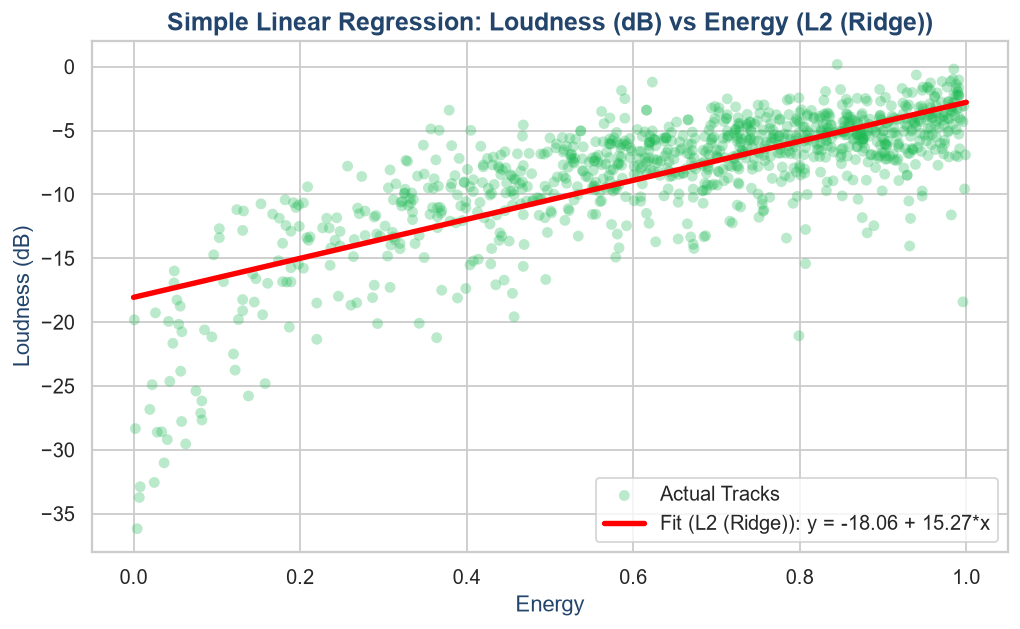 Simple Linear Regression: Loudness (dB) vs Energy (L2 (Ridge))
0
−5
−10
−15
−20
−25
−30
−35
Loudness (dB)
Actual Tracks
Fit (L2 (Ridge)): y = -18.06 + 15.27*x
0.0 0.2 0.4 0.6 0.8 1.0
Energy